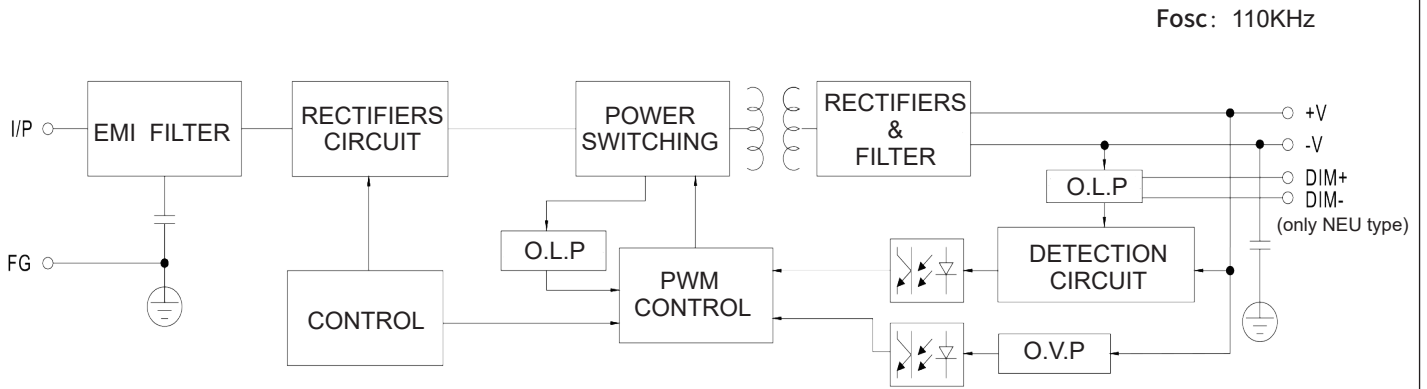 Fosc: 110KHz
I/P
EMI FILTER
RECTIFIERS
CIRCUIT
POWER
SWITCHING
RECTIFIERS
&
FILTER
+V
-V
DIM+
DIM-
(only NEU type)
O.L.P
O.L.P
FG
CONTROL
PWM
CONTROL
DETECTION
CIRCUIT
O.V.P